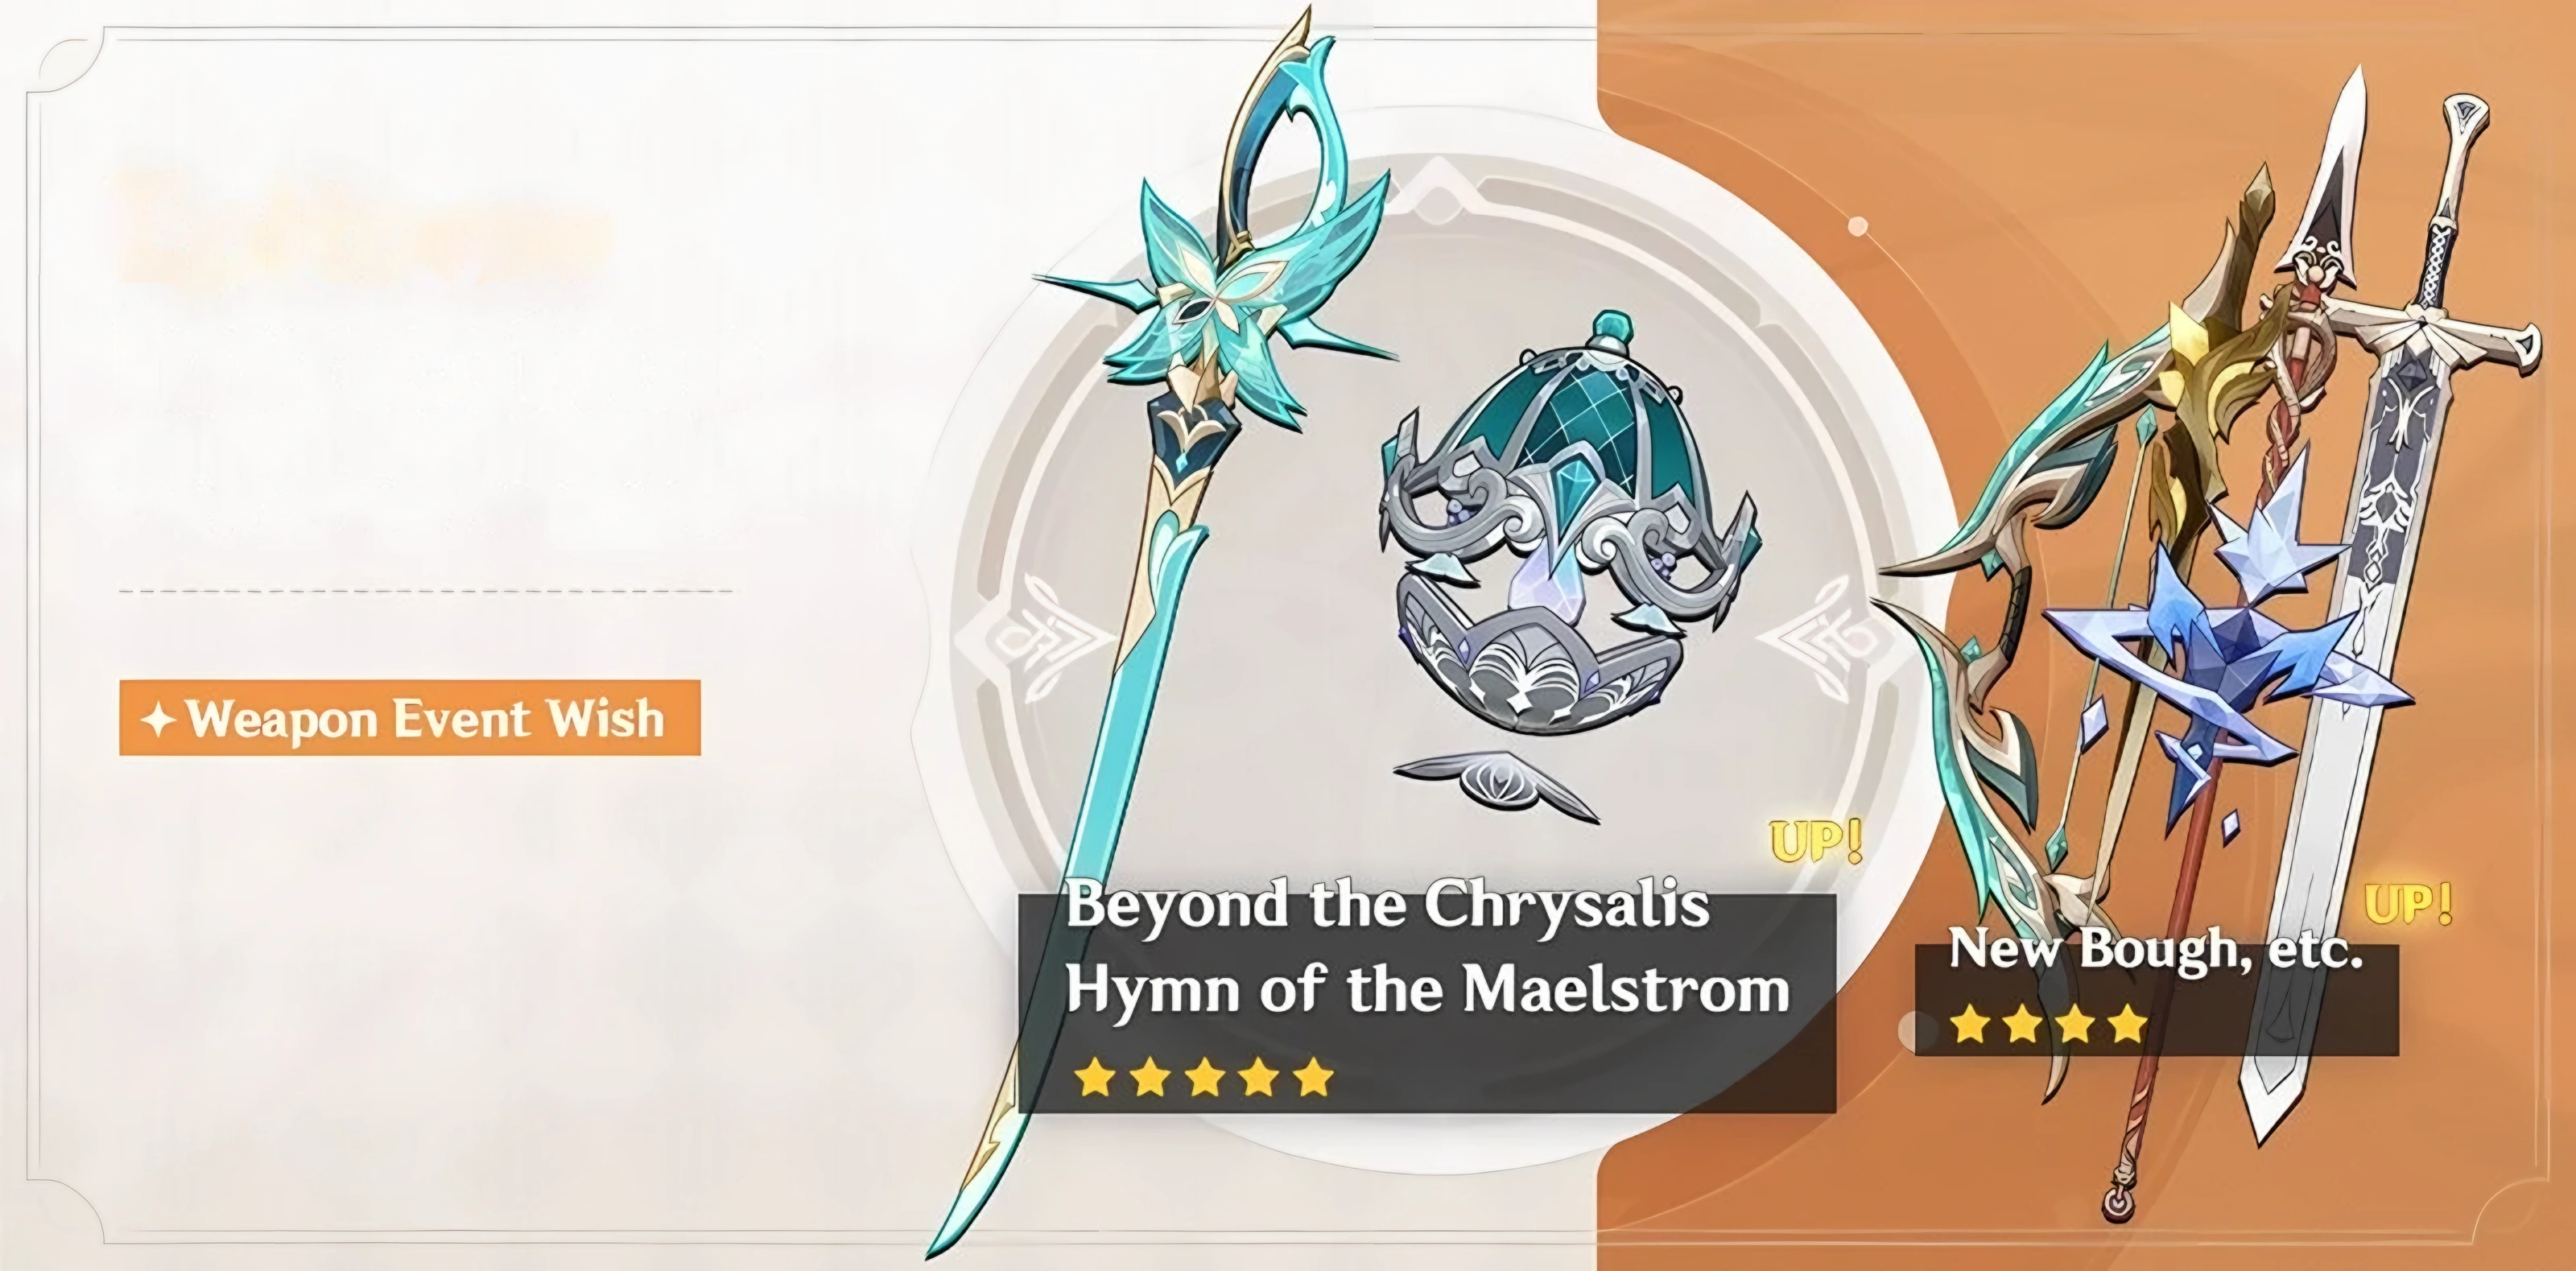 Weapon Event Wish
UP!
Beyond the Chrysalis
Hymn of the Maelstrom
UP!
New Bough, etc.